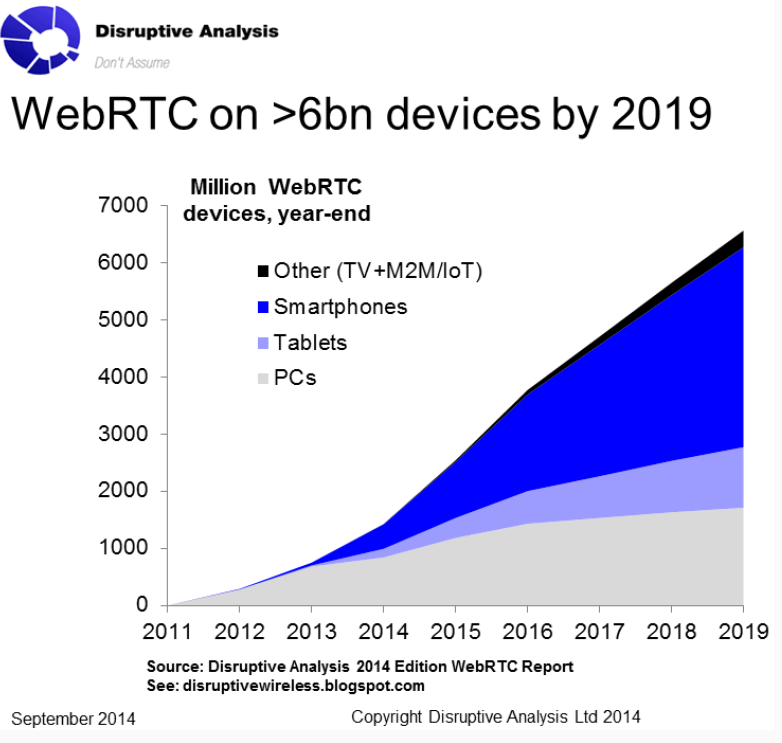 Disruptive Analysis
Don't Assume
WebRTC on >6bn devices by 2019
Million WebRTC
devices, year-end
7000
6000
5000
4000
3000
2000
1000
0
Other (TV+M2M/IoT)
Smartphones
Tablets
PCs
2011 2012 2013 2014 2015 2016 2017 2018 2019
Source: Disruptive Analysis 2014 Edition WebRTC Report
See: disruptivewireless.blogspot.com
September 2014
Copyright Disruptive Analysis Ltd 2014